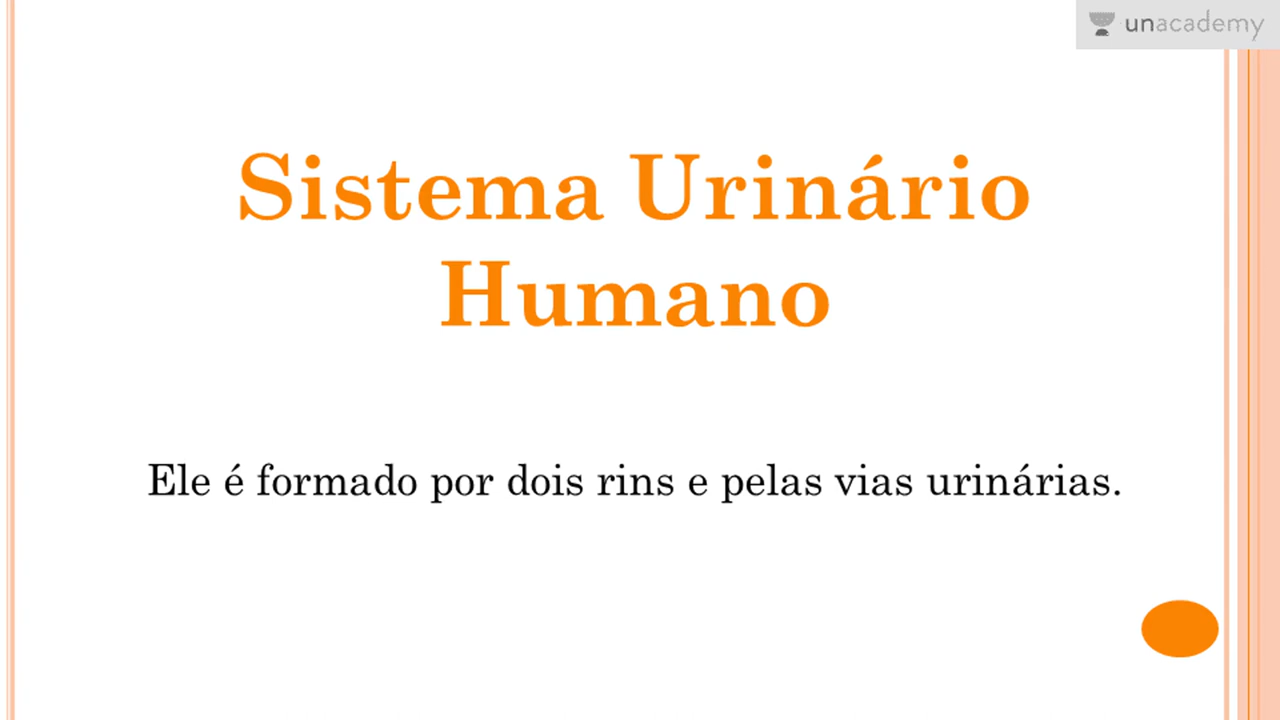 unacademy
Sistema Urinário
Humano
Ele é formado por dois rins e pelas vias urinárias.